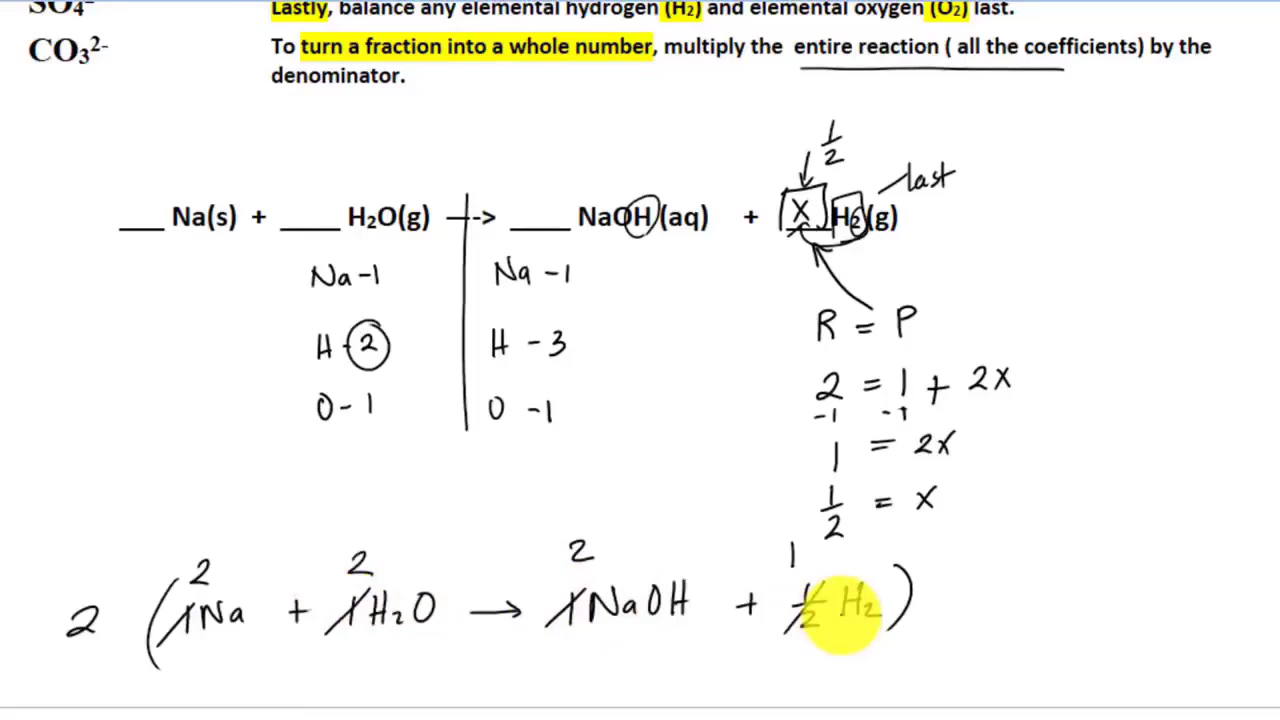 SO4-
Lastly, balance any elemental hydrogen (H2) and elemental oxygen (O2) last.
CO3 2-
To turn a fraction into a whole number, multiply the entire reaction ( all the coefficients) by the
denominator.
1/2
last
___ Na(s) + ____ H2O(g) ---> ____ NaOH(aq) + X H2(g)
Na -1 Na -1
R = P
H - 2 H - 3
2 = 1 + 2X
O - 1 O -1
-1 -1
1 = 2X
1/2 = X
2 2 2 1
2 (1Na + 1H2O → 1NaOH + 1/2 H2)